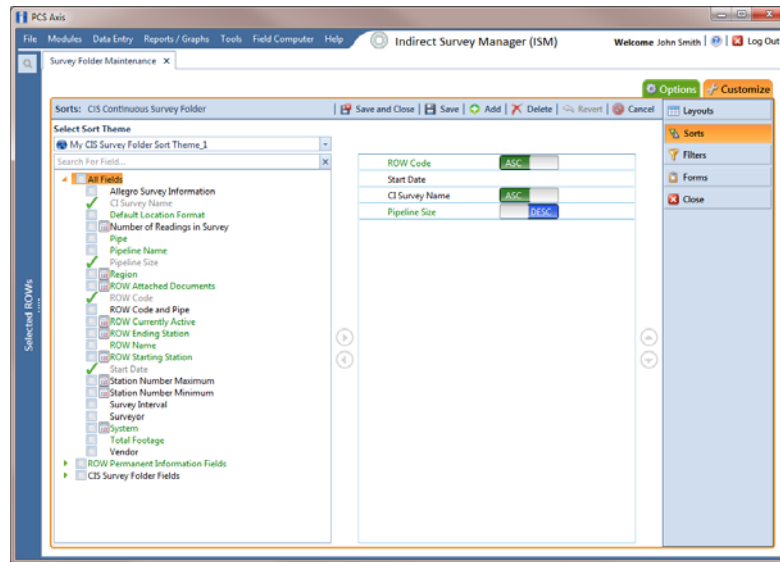 PCS Axis
File Modules Data Entry Reports / Graphs Tools Field Computer Help Indirect Survey Manager (ISM) Welcome John Smith | | Log Out
Survey Folder Maintenance X
Options Customize
Sorts: CIS Continuous Survey Folder | Save and Close | Save | Add | Delete | Revert | Cancel
Layouts
Select Sort Theme
Sorts
My CIS Survey Folder Sort Theme_1
Filters
Search For Field...
Forms
Close
All Fields
Allegro Survey Information
CI Survey Name
Default Location Format
Number of Readings in Survey
Pipe
Pipeline Name
Pipeline Size
Region
ROW Attached Documents
ROW Code
ROW Code and Pipe
ROW Currently Active
ROW Ending Station
ROW Name
ROW Starting Station
Start Date
Station Number Maximum
Station Number Minimum
Survey Interval
Surveyor
System
Total Footage
Vendor
ROW Permanent Information Fields
CIS Survey Folder Fields
ROW Code ASC
Start Date
CI Survey Name ASC
Pipeline Size DESC
Selected ROWs